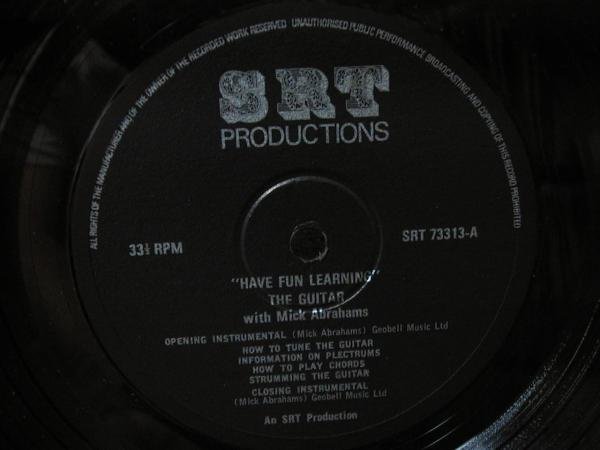 ALL RIGHTS OF THE MANUFACTURER AND OF THE OWNER OF THE RECORDED WORK RESERVED UNAUTHORISED PUBLIC PERFORMANCE BROADCASTING AND COPYING OF THIS RECORD PROHIBITED
SRT
PRODUCTIONS
33⅓ RPM
SRT 73313-A
"HAVE FUN LEARNING"
THE GUITAR
with Mick Abrahams
OPENING INSTRUMENTAL (Mick Abrahams) Geobell Music Ltd
HOW TO TUNE THE GUITAR
INFORMATION ON PLECTRUMS
HOW TO PLAY CHORDS
STRUMMING THE GUITAR
CLOSING INSTRUMENTAL
(Mick Abrahams) Geobell Music Ltd
An SRT Production